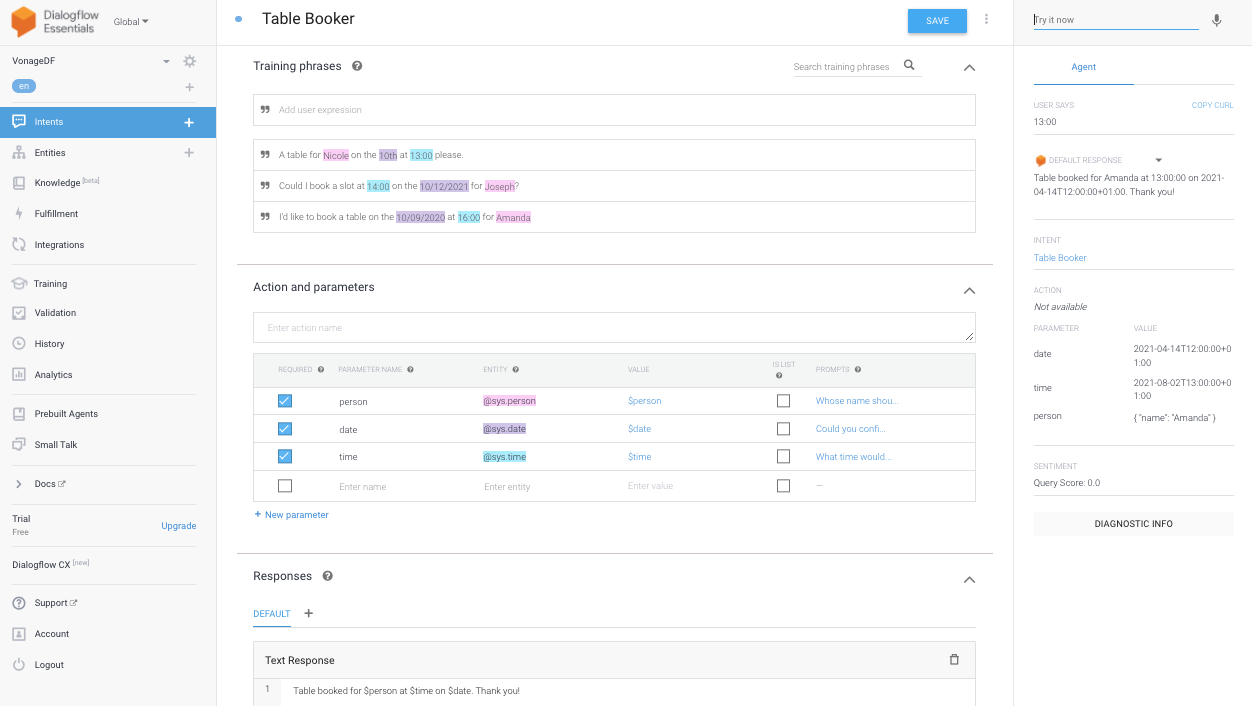 Dialogflow
Essentials
Global
VonageDF
en
Intents
Entities
Knowledge [beta]
Fulfillment
Integrations
Training
Validation
History
Analytics
Prebuilt Agents
Small Talk
Docs
Trial
Free
Upgrade
Dialogflow CX [new]
Support
Account
Logout
Table Booker
SAVE
Training phrases
Search training phrases
Add user expression
A table for Nicole on the 10th at 13:00 please.
Could I book a slot at 14:00 on the 10/12/2021 for Joseph?
I'd like to book a table on the 10/09/2020 at 16:00 for Amanda
Action and parameters
Enter action name
REQUIRED PARAMETER NAME ENTITY VALUE IS LIST PROMPTS
person @sys.person $person Whose name shou...
date @sys.date $date Could you confi...
time @sys.time $time What time would...
Enter name Enter entity Enter value —
+ New parameter
Responses
DEFAULT +
Text Response
1 Table booked for $person at $time on $date. Thank you!
Try it now
Agent
USER SAYS COPY CURL
13:00
DEFAULT RESPONSE
Table booked for Amanda at 13:00:00 on 2021-
04-14T12:00:00+01:00. Thank you!
INTENT
Table Booker
ACTION
Not available
PARAMETER VALUE
date 2021-04-14T12:00:00+0
1:00
time 2021-08-02T13:00:00+0
1:00
person { "name": "Amanda" }
SENTIMENT
Query Score: 0.0
DIAGNOSTIC INFO